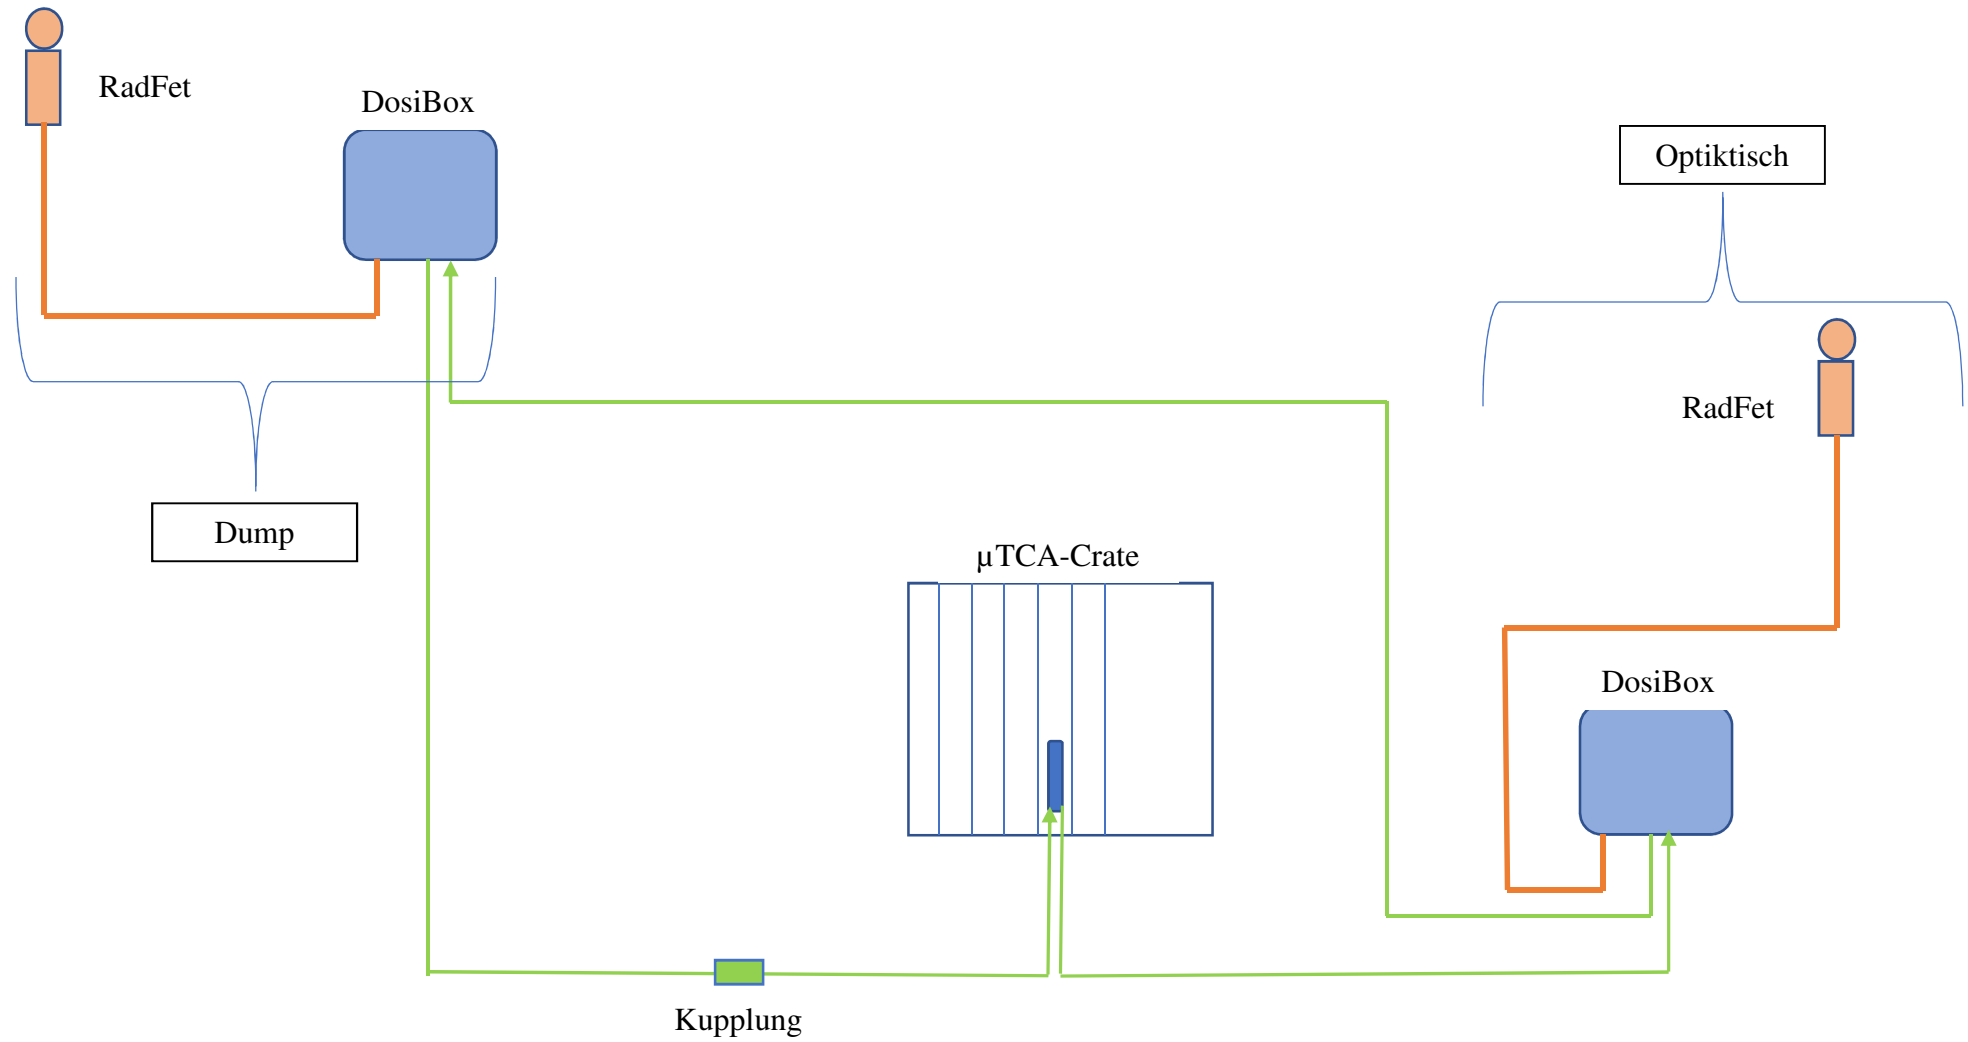 RadFet
DosiBox
Optiktisch
RadFet
Dump
µTCA-Crate
DosiBox
Kupplung